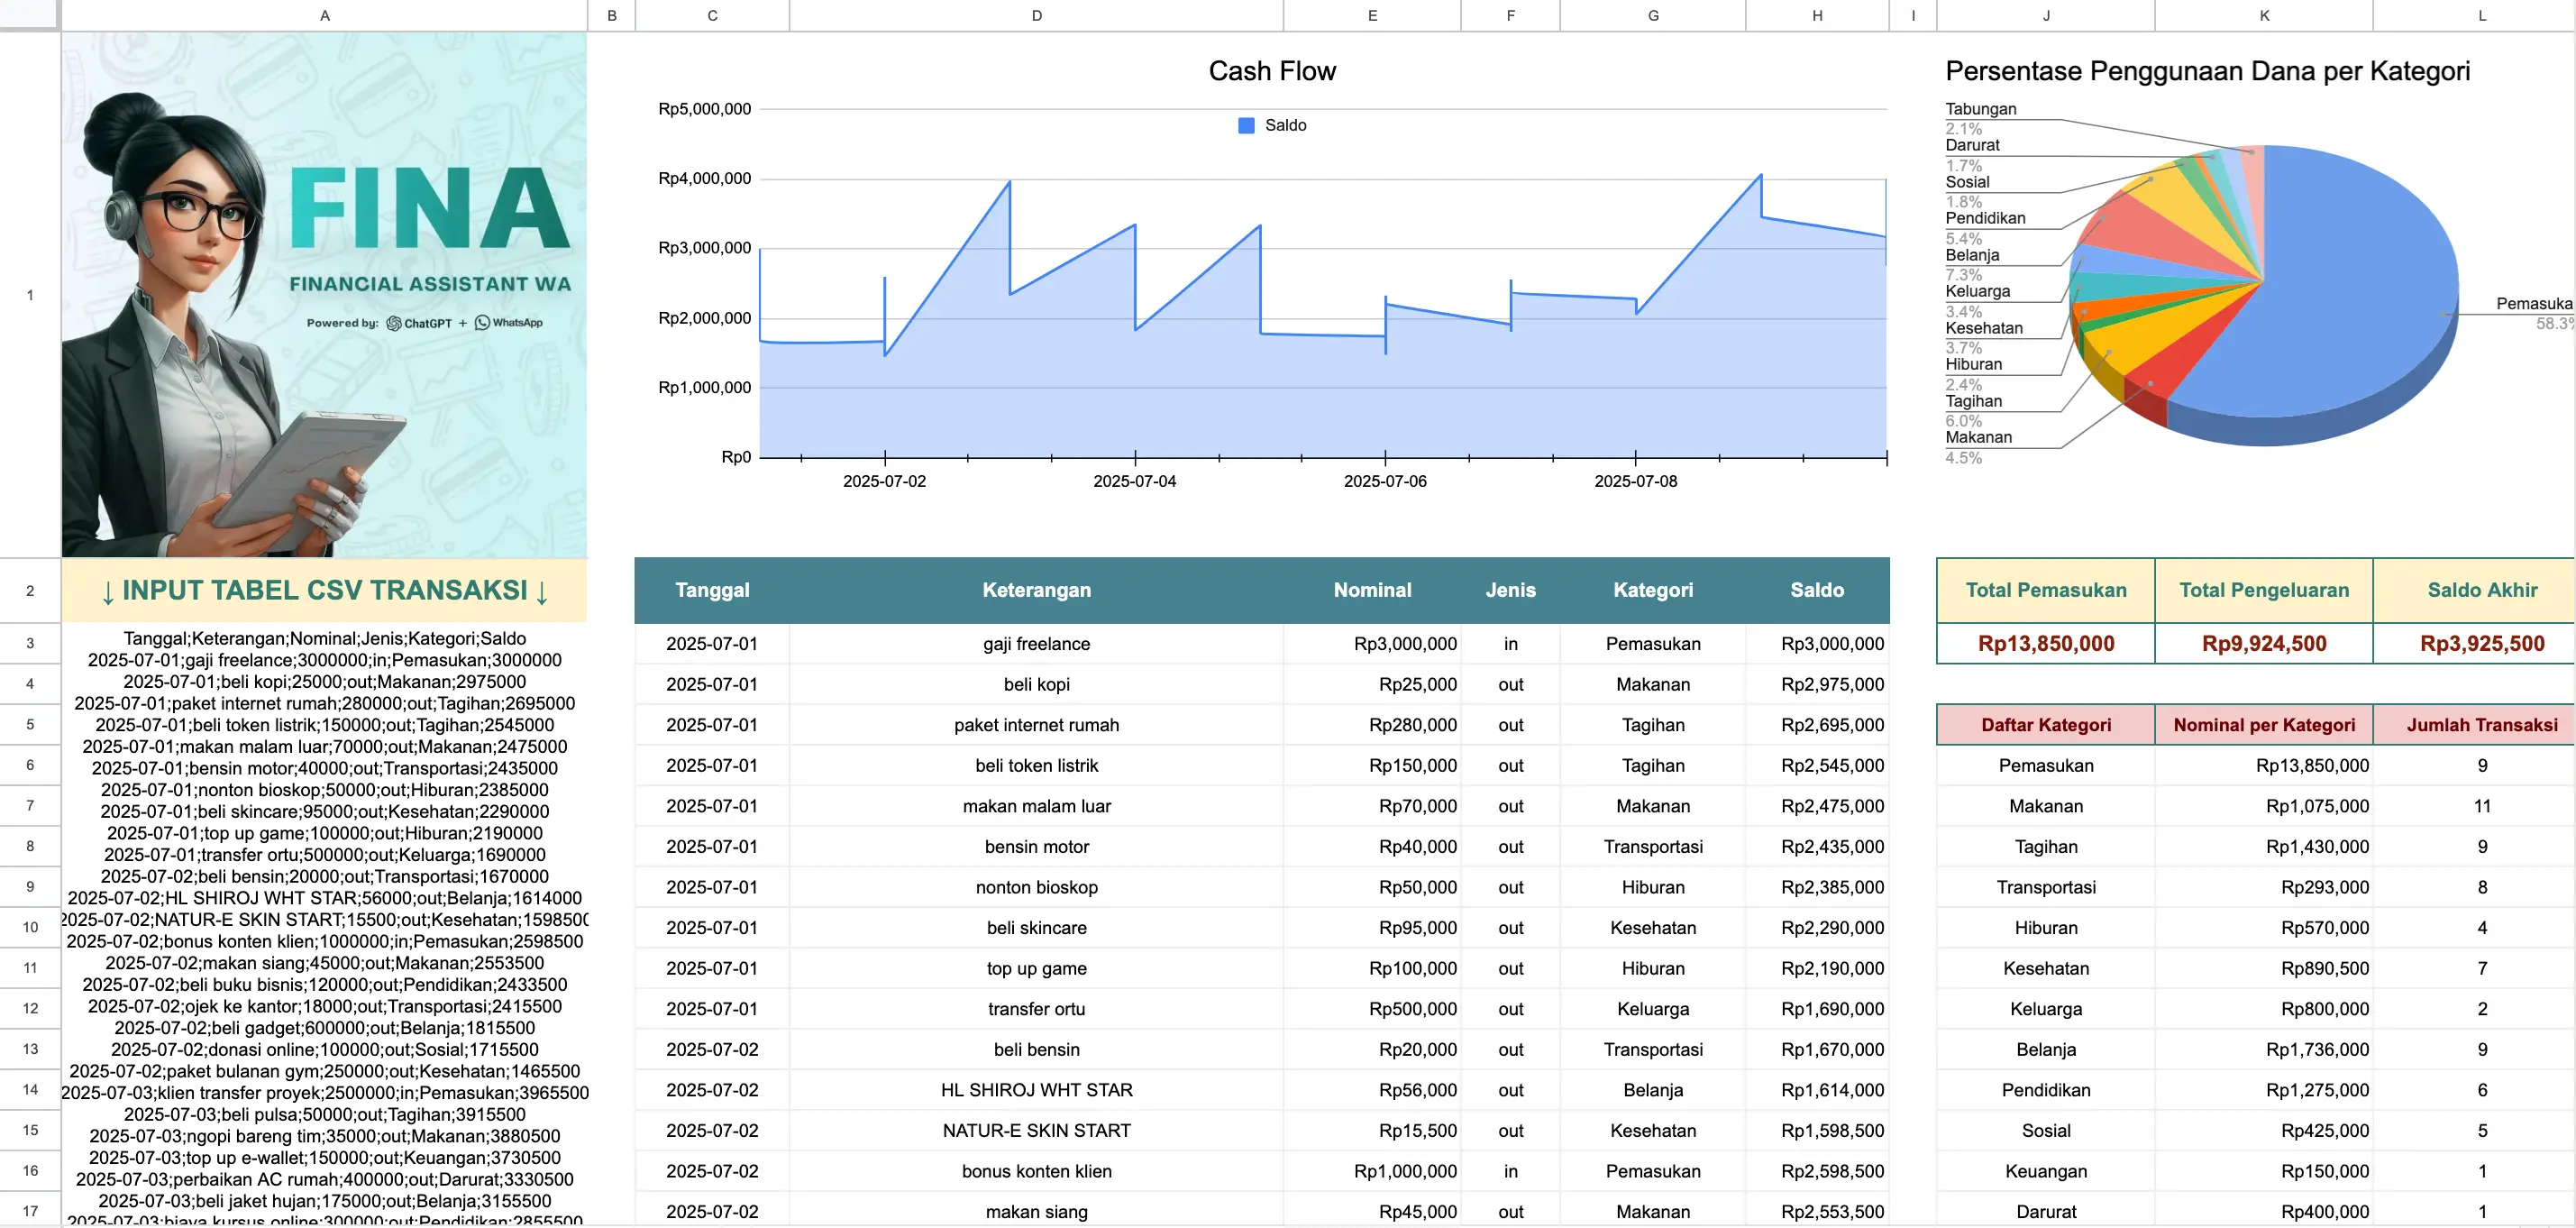 A B C D E F G H I J K L
1
FINA
FINANCIAL ASSISTANT WA
Powered by: ChatGPT + WhatsApp
Cash Flow
Saldo
Rp5,000,000
Rp4,000,000
Rp3,000,000
Rp2,000,000
Rp1,000,000
Rp0
2025-07-02 2025-07-04 2025-07-06 2025-07-08
Persentase Penggunaan Dana per Kategori
Tabungan
2.1%
Darurat
1.7%
Sosial
1.8%
Pendidikan
5.4%
Belanja
7.3%
Keluarga
3.4%
Kesehatan
3.7%
Hiburan
2.4%
Tagihan
6.0%
Makanan
4.5%
Pemasuka
58.3%
2
↓ INPUT TABEL CSV TRANSAKSI ↓
Tanggal;Keterangan;Nominal;Jenis;Kategori;Saldo
2025-07-01;gaji freelance;3000000;in;Pemasukan;3000000
2025-07-01;beli kopi;25000;out;Makanan;2975000
2025-07-01;paket internet rumah;280000;out;Tagihan;2695000
2025-07-01;beli token listrik;150000;out;Tagihan;2545000
2025-07-01;makan malam luar;70000;out;Makanan;2475000
2025-07-01;bensin motor;40000;out;Transportasi;2435000
2025-07-01;nonton bioskop;50000;out;Hiburan;2385000
2025-07-01;beli skincare;95000;out;Kesehatan;2290000
2025-07-01;top up game;100000;out;Hiburan;2190000
2025-07-01;transfer ortu;500000;out;Keluarga;1690000
2025-07-02;beli bensin;20000;out;Transportasi;1670000
2025-07-02;HL SHIROJ WHT STAR;56000;out;Belanja;1614000
2025-07-02;NATUR-E SKIN START;15500;out;Kesehatan;1598500
2025-07-02;bonus konten klien;1000000;in;Pemasukan;2598500
2025-07-02;makan siang;45000;out;Makanan;2553500
2025-07-02;beli buku bisnis;120000;out;Pendidikan;2433500
2025-07-02;ojek ke kantor;18000;out;Transportasi;2415500
2025-07-02;beli gadget;600000;out;Belanja;1815500
2025-07-02;donasi online;100000;out;Sosial;1715500
2025-07-02;paket bulanan gym;250000;out;Kesehatan;1465500
2025-07-03;klien transfer proyek;2500000;in;Pemasukan;3965500
2025-07-03;beli pulsa;50000;out;Tagihan;3915500
2025-07-03;ngopi bareng tim;35000;out;Makanan;3880500
2025-07-03;top up e-wallet;150000;out;Keuangan;3730500
2025-07-03;perbaikan AC rumah;400000;out;Darurat;3330500
2025-07-03;beli jaket hujan;175000;out;Belanja;3155500
2025-07-03;biaya kursus online;300000;out;Pendidikan;2855500
Tanggal Keterangan Nominal Jenis Kategori Saldo
3 2025-07-01 gaji freelance Rp3,000,000 in Pemasukan Rp3,000,000
4 2025-07-01 beli kopi Rp25,000 out Makanan Rp2,975,000
5 2025-07-01 paket internet rumah Rp280,000 out Tagihan Rp2,695,000
6 2025-07-01 beli token listrik Rp150,000 out Tagihan Rp2,545,000
7 2025-07-01 makan malam luar Rp70,000 out Makanan Rp2,475,000
8 2025-07-01 bensin motor Rp40,000 out Transportasi Rp2,435,000
9 2025-07-01 nonton bioskop Rp50,000 out Hiburan Rp2,385,000
10 2025-07-01 beli skincare Rp95,000 out Kesehatan Rp2,290,000
11 2025-07-01 top up game Rp100,000 out Hiburan Rp2,190,000
12 2025-07-01 transfer ortu Rp500,000 out Keluarga Rp1,690,000
13 2025-07-02 beli bensin Rp20,000 out Transportasi Rp1,670,000
14 2025-07-02 HL SHIROJ WHT STAR Rp56,000 out Belanja Rp1,614,000
15 2025-07-02 NATUR-E SKIN START Rp15,500 out Kesehatan Rp1,598,500
16 2025-07-02 bonus konten klien Rp1,000,000 in Pemasukan Rp2,598,500
17 2025-07-02 makan siang Rp45,000 out Makanan Rp2,553,500
Total Pemasukan Total Pengeluaran Saldo Akhir
Rp13,850,000 Rp9,924,500 Rp3,925,500
Daftar Kategori Nominal per Kategori Jumlah Transaksi
Pemasukan Rp13,850,000 9
Makanan Rp1,075,000 11
Tagihan Rp1,430,000 9
Transportasi Rp293,000 8
Hiburan Rp570,000 4
Kesehatan Rp890,500 7
Keluarga Rp800,000 2
Belanja Rp1,736,000 9
Pendidikan Rp1,275,000 6
Sosial Rp425,000 5
Keuangan Rp150,000 1
Darurat Rp400,000 1